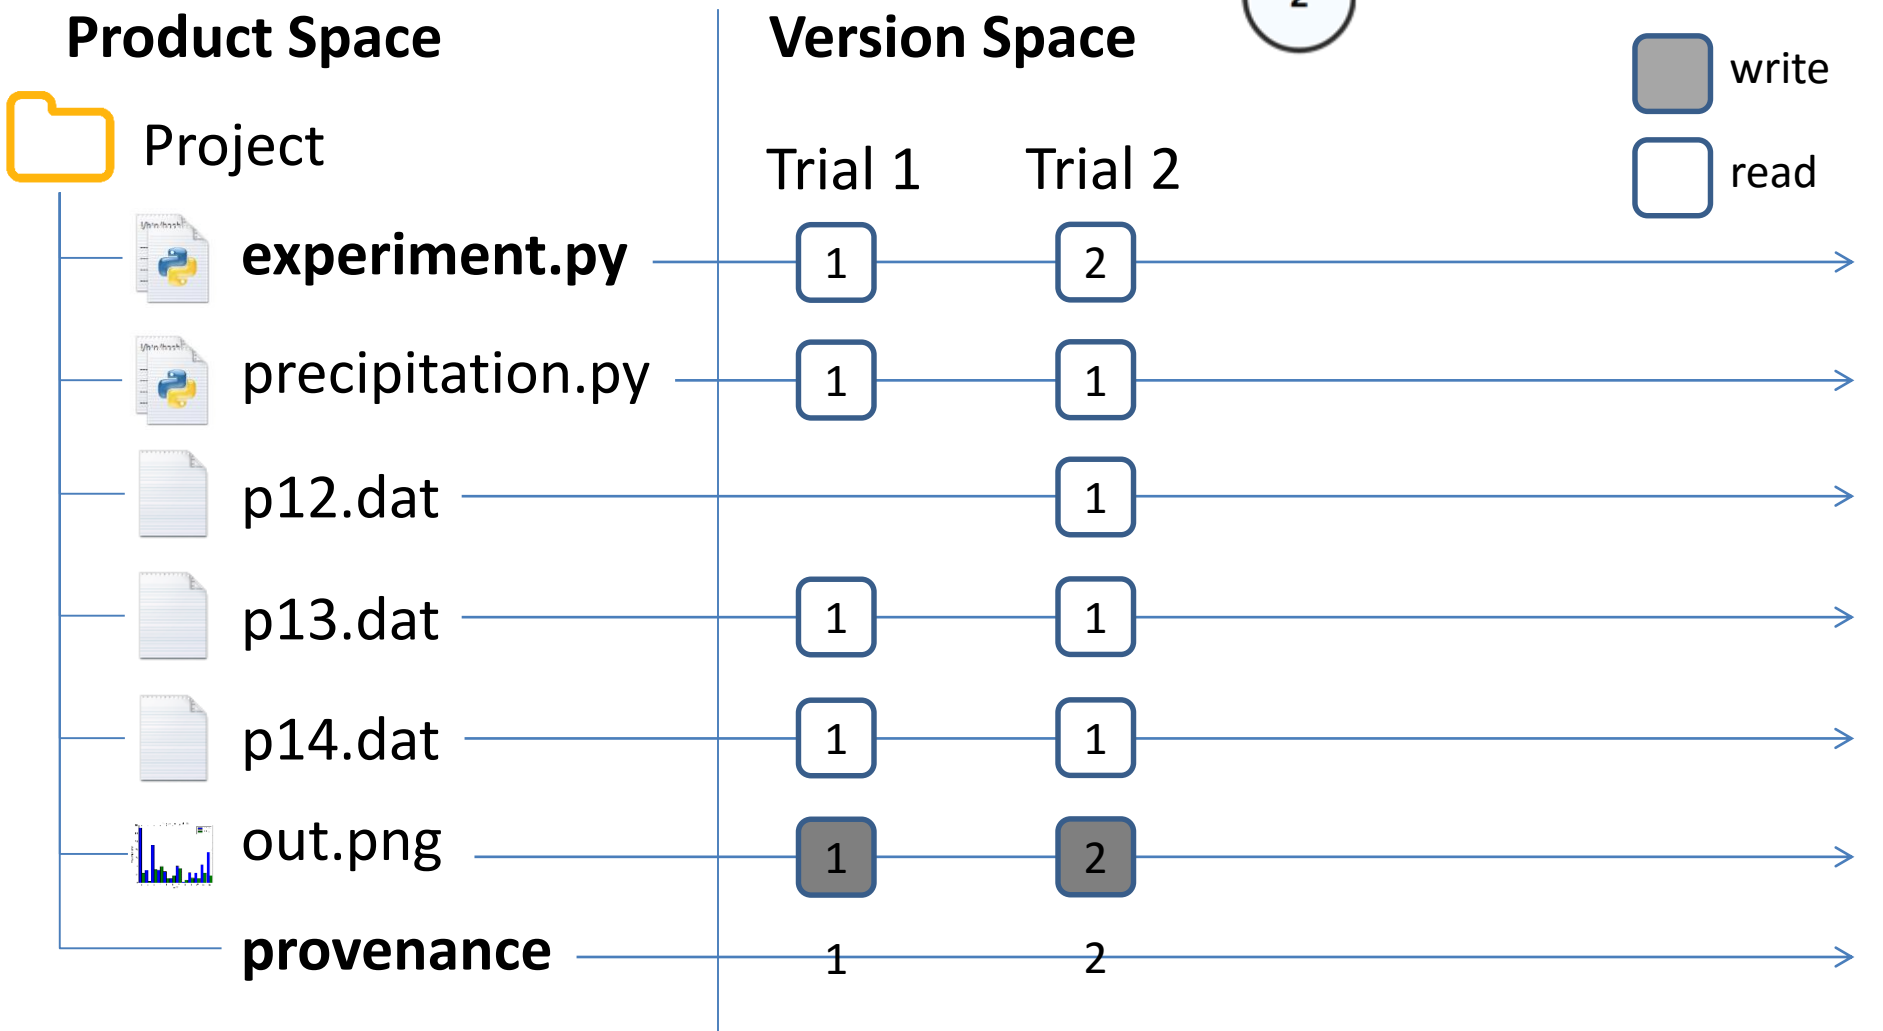 Product Space
Version Space
write
read
Project
Trial 1 Trial 2
experiment.py 1 2
precipitation.py 1 1
p12.dat 1
p13.dat 1 1
p14.dat 1 1
out.png 1 2
provenance 1 2